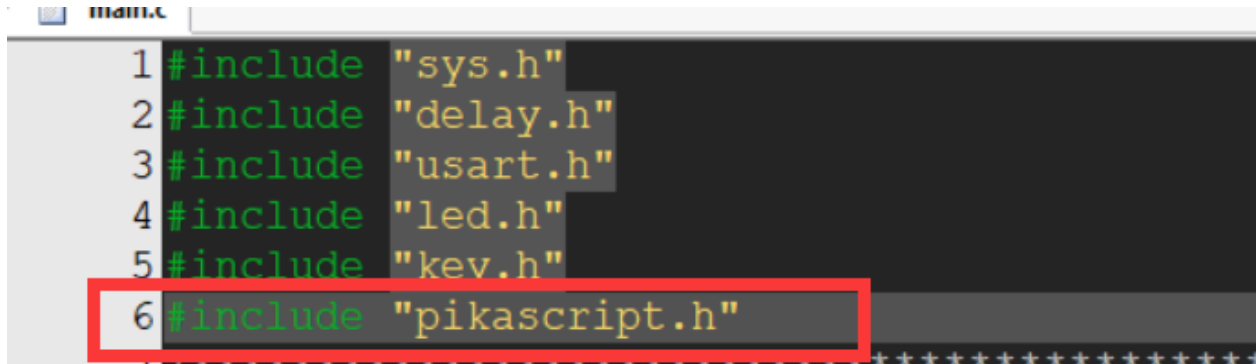 main.c
1 #include "sys.h"
2 #include "delay.h"
3 #include "usart.h"
4 #include "led.h"
5 #include "key.h"
6 #include "pikascript.h"